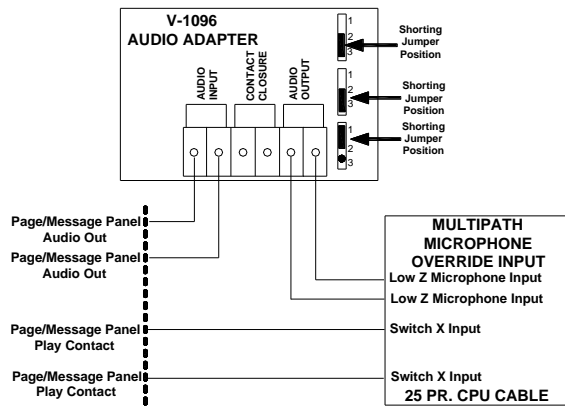 V-1096
AUDIO ADAPTER
AUDIO
INPUT
CONTACT
CLOSURE
AUDIO
OUTPUT
1
2
3
Shorting
Jumper
Position
1
2
3
Shorting
Jumper
Position
1
2
3
Shorting
Jumper
Position
Page/Message Panel
Audio Out
Page/Message Panel
Audio Out
Page/Message Panel
Play Contact
Page/Message Panel
Play Contact
MULTIPATH
MICROPHONE
OVERRIDE INPUT
Low Z Microphone Input
Low Z Microphone Input
Switch X Input
Switch X Input
25 PR. CPU CABLE